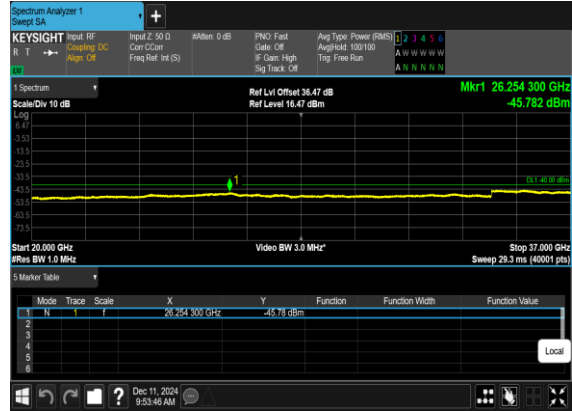 Spectrum Analyzer 1
Swept SA
+
KEYSIGHT Input: RF Input Z: 50 Ω #Atten: 0 dB PNO: Fast Avg Type: Power (RMS) 1 2 3 4 5 6
R T Coupling: DC Corr CCorr Gate: Off Avg|Hold: 100/100 A W W W W W
Align: Off Freq Ref: Int (S) IF Gain: High Trig: Free Run
Sig Track: Off A N N N N N
LW
1 Spectrum Ref Lvl Offset 36.47 dB Mkr1 26.254 300 GHz
Scale/Div 10 dB Ref Level 16.47 dBm -45.782 dBm
Log
6.47
-3.53
-13.5
-23.5
-33.5
-43.5
-53.5
-63.5
-73.5
1
DL1 -40.00 dBm
Start 20.000 GHz Video BW 3.0 MHz* Stop 37.000 GHz
#Res BW 1.0 MHz Sweep 29.3 ms (40001 pts)
5 Marker Table
Mode Trace Scale X Y Function Function Width Function Value
1 N 1 f 26.254 300 GHz -45.78 dBm
2
3
4
5
6
Local
? Dec 11, 2024
9:53:46 AM